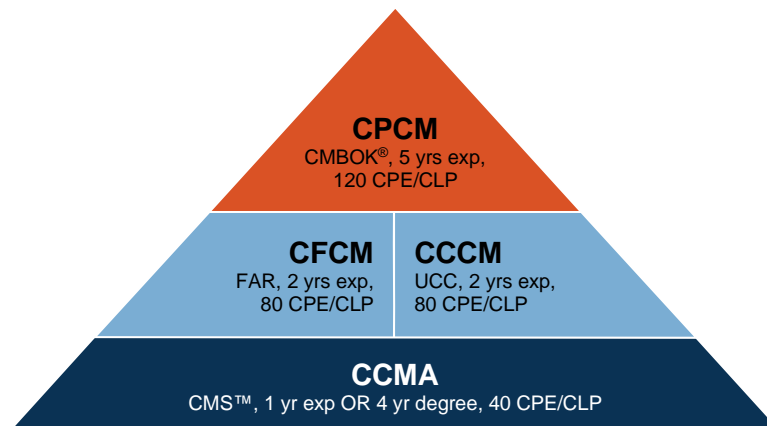 CPCM
CMBOK®, 5 yrs exp,
120 CPE/CLP
CFCM
FAR, 2 yrs exp,
80 CPE/CLP
CCCM
UCC, 2 yrs exp,
80 CPE/CLP
CCMA
CMS™, 1 yr exp OR 4 yr degree, 40 CPE/CLP